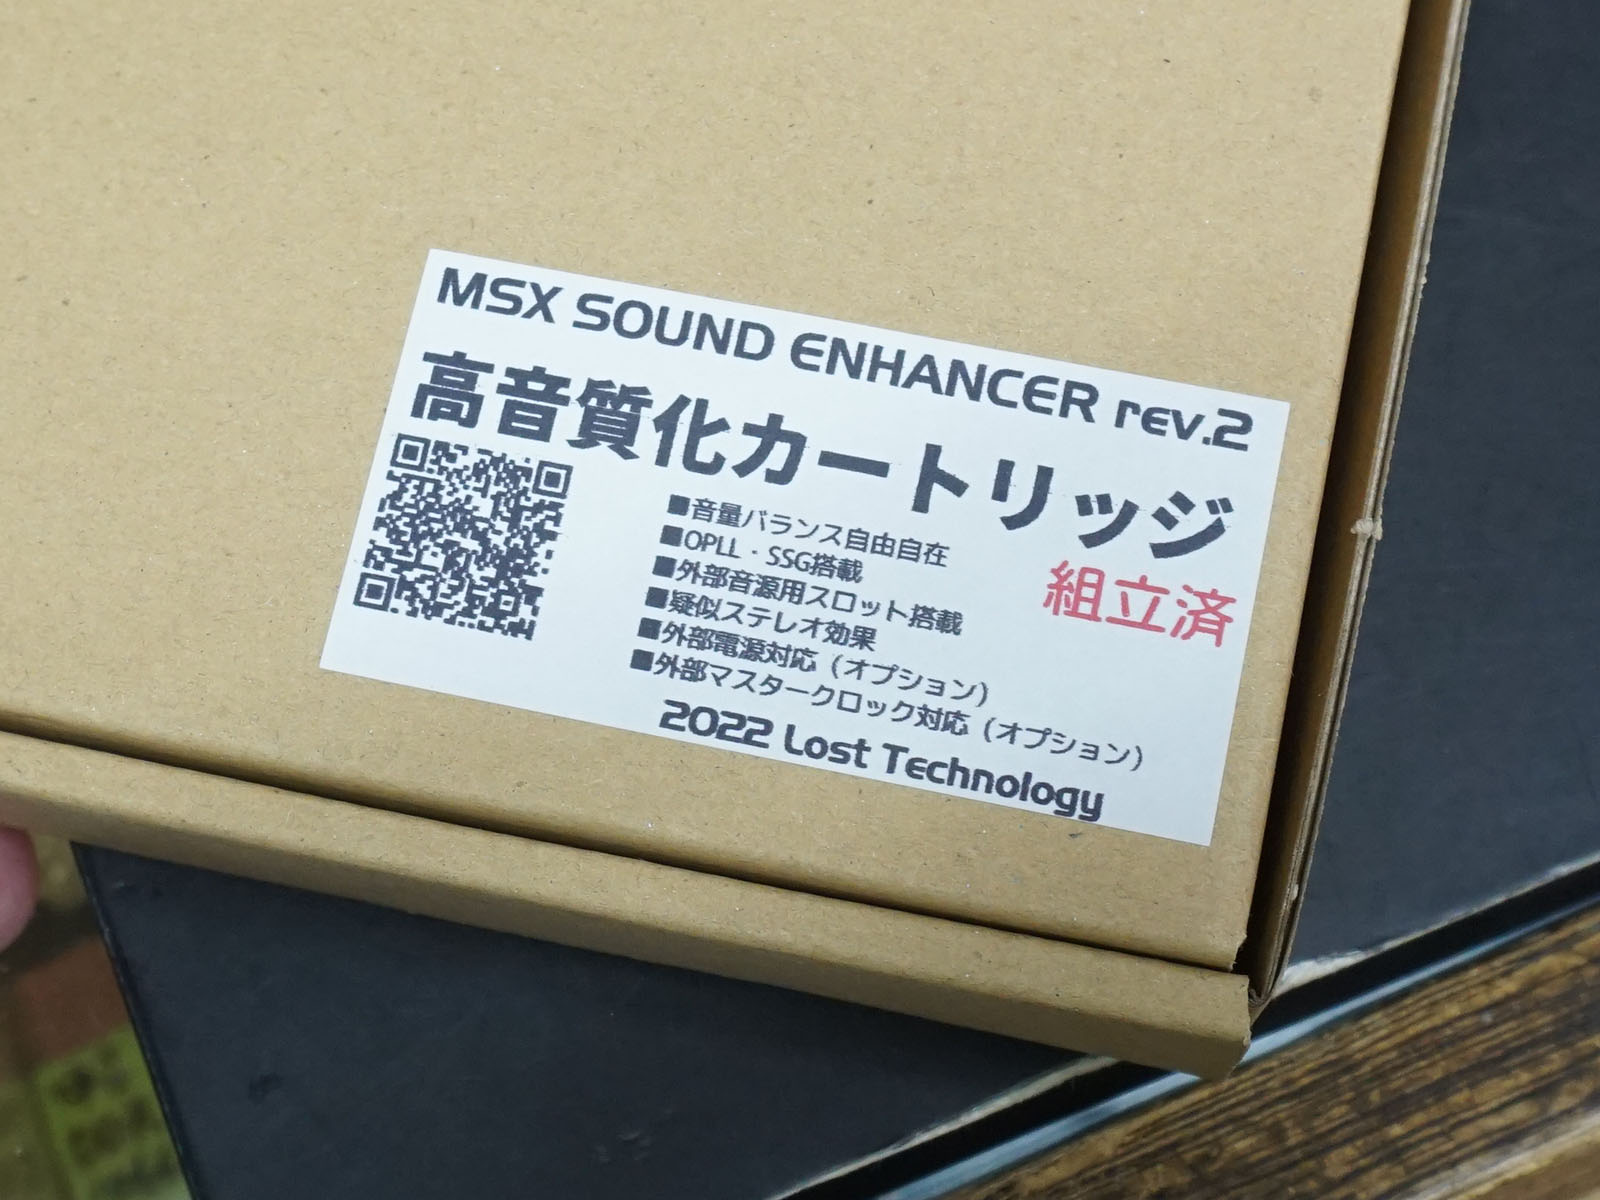 MSX SOUND ENHANCER rev.2
高音質化カートリッジ
■音量バランス自由自在
■OPLL・SSG搭載
■外部音源用スロット搭載
■疑似ステレオ効果
■外部電源対応（オプション）
■外部マスタークロック対応（オプション）
組立済
2022 Lost Technology